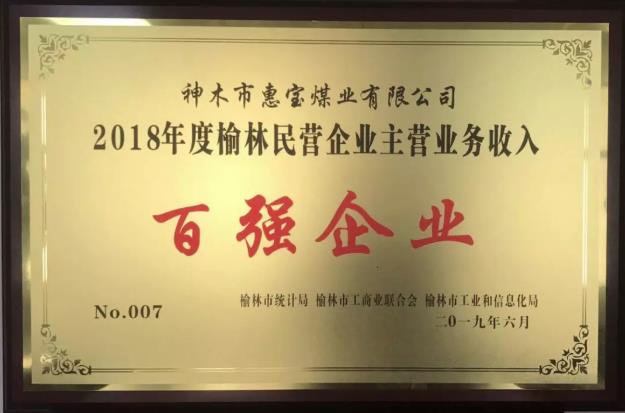 神木市惠宝煤业有限公司
2018年度榆林民营企业主营业务收入
百强企业
No.007
榆林市统计局 榆林市工商业联合会 榆林市工业和信息化局
二〇一九年六月